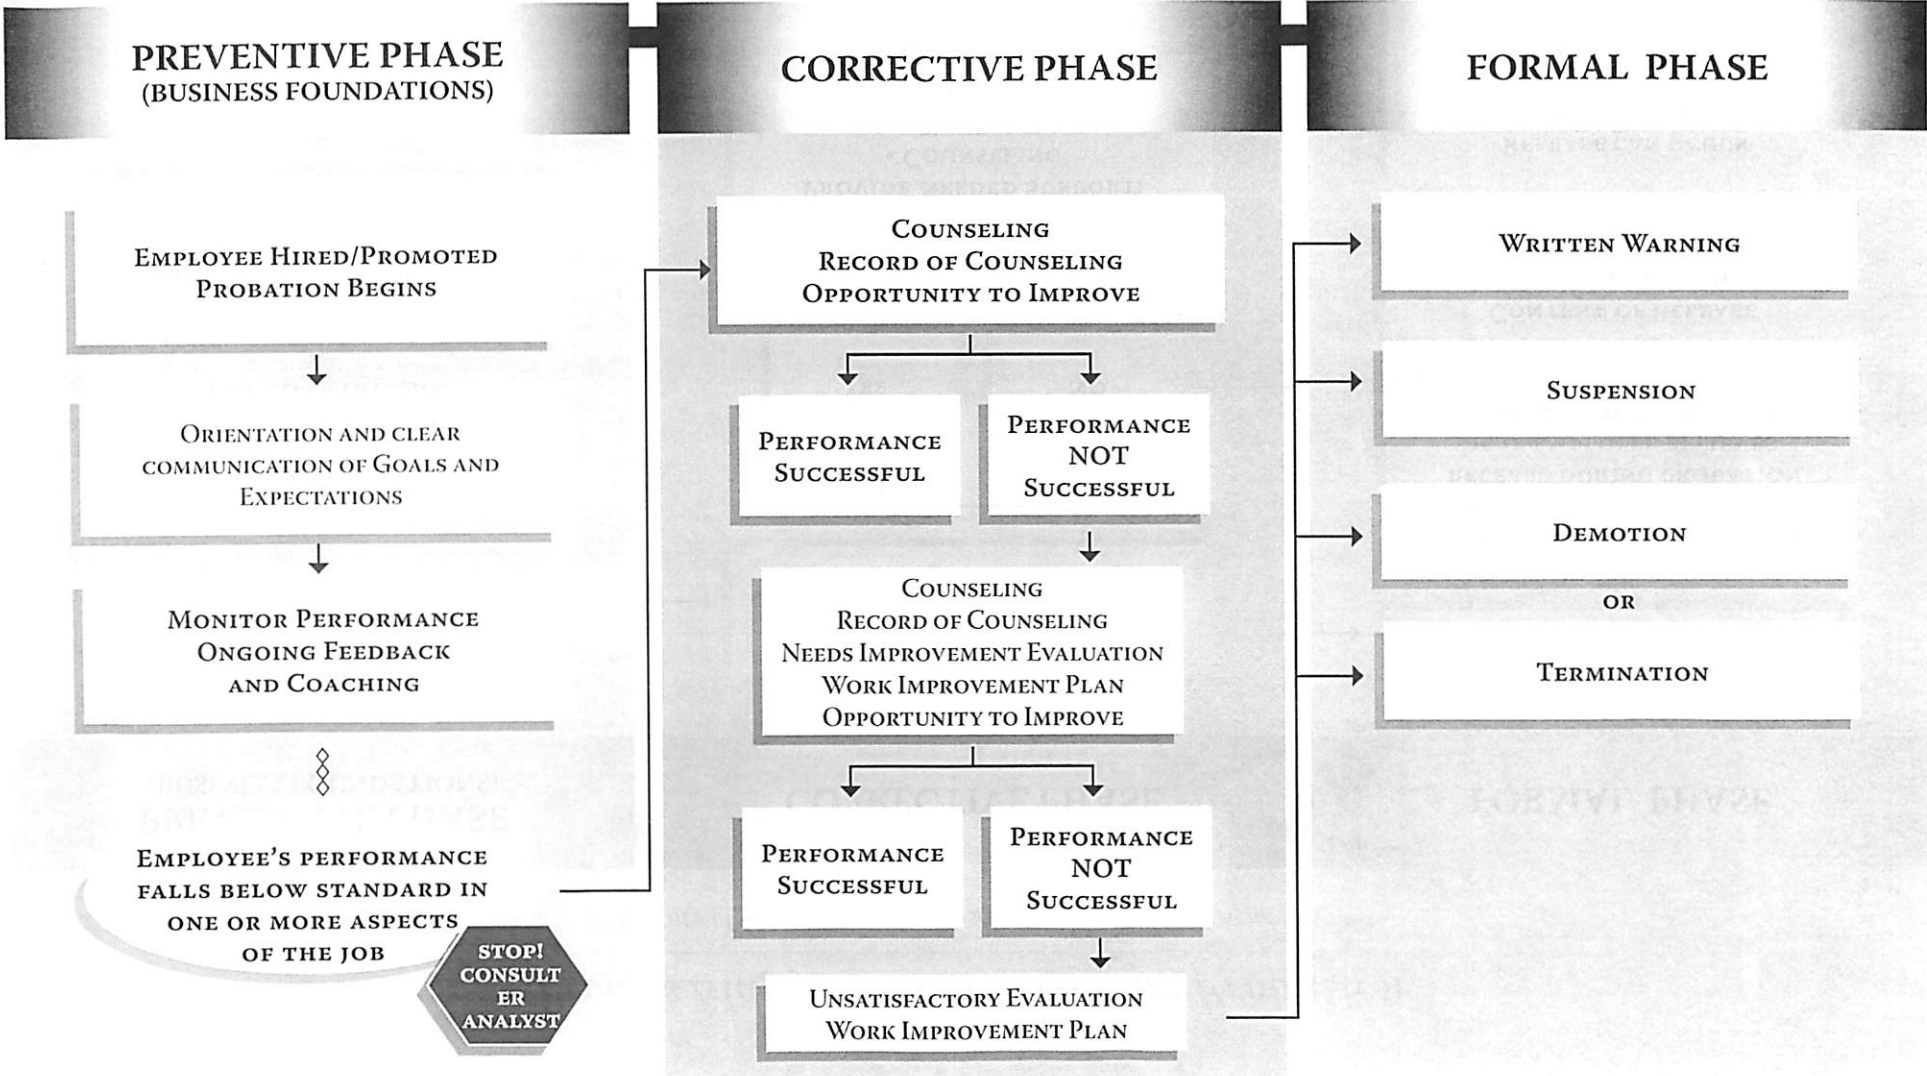 PREVENTIVE PHASE
(BUSINESS FOUNDATIONS)
EMPLOYEE HIRED/PROMOTED
PROBATION BEGINS
ORIENTATION AND CLEAR
COMMUNICATION OF GOALS AND
EXPECTATIONS
MONITOR PERFORMANCE
ONGOING FEEDBACK
AND COACHING
EMPLOYEE'S PERFORMANCE
FALLS BELOW STANDARD IN
ONE OR MORE ASPECTS
OF THE JOB
STOP!
CONSULT
ER
ANALYST
CORRECTIVE PHASE
COUNSELING
RECORD OF COUNSELING
OPPORTUNITY TO IMPROVE
PERFORMANCE
SUCCESSFUL
PERFORMANCE
NOT
SUCCESSFUL
COUNSELING
RECORD OF COUNSELING
NEEDS IMPROVEMENT EVALUATION
WORK IMPROVEMENT PLAN
OPPORTUNITY TO IMPROVE
PERFORMANCE
SUCCESSFUL
PERFORMANCE
NOT
SUCCESSFUL
UNSATISFACTORY EVALUATION
WORK IMPROVEMENT PLAN
FORMAL PHASE
WRITTEN WARNING
SUSPENSION
DEMOTION
OR
TERMINATION